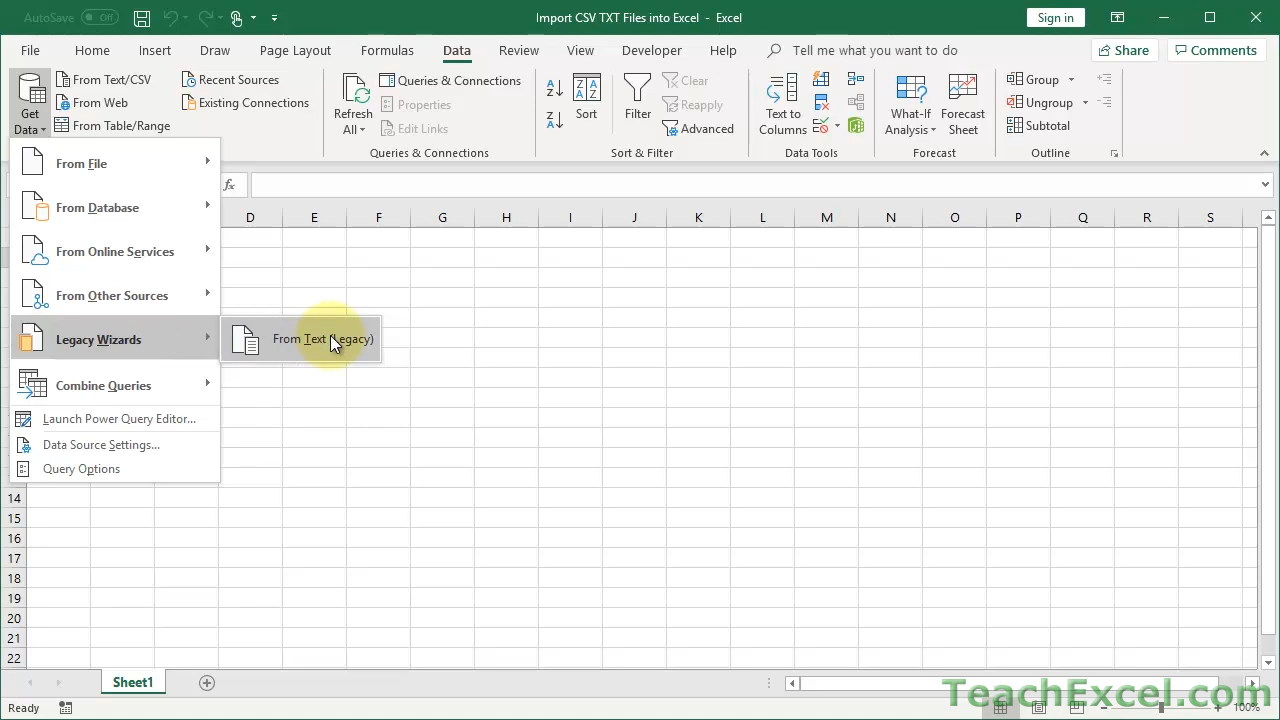 AutoSave Off Import CSV TXT Files into Excel - Excel Sign in
File Home Insert Draw Page Layout Formulas Data Review View Developer Help Tell me what you want to do Share Comments
Get Data
From Text/CSV
From Web
From Table/Range
Recent Sources
Existing Connections
Refresh All
Queries & Connections
Properties
Edit Links
Queries & Connections
Sort
Filter
Clear
Reapply
Advanced
Sort & Filter
Text to Columns
Data Tools
What-If Analysis
Forecast Sheet
Forecast
Group
Ungroup
Subtotal
Outline
fx
D E F G H I J K L M N O P Q R S
From File
From Database
From Online Services
From Other Sources
Legacy Wizards
From Text (Legacy)
Combine Queries
Launch Power Query Editor...
Data Source Settings...
Query Options
14
15
16
17
18
19
20
21
22
Sheet1
Ready
100%
TeachExcel.com